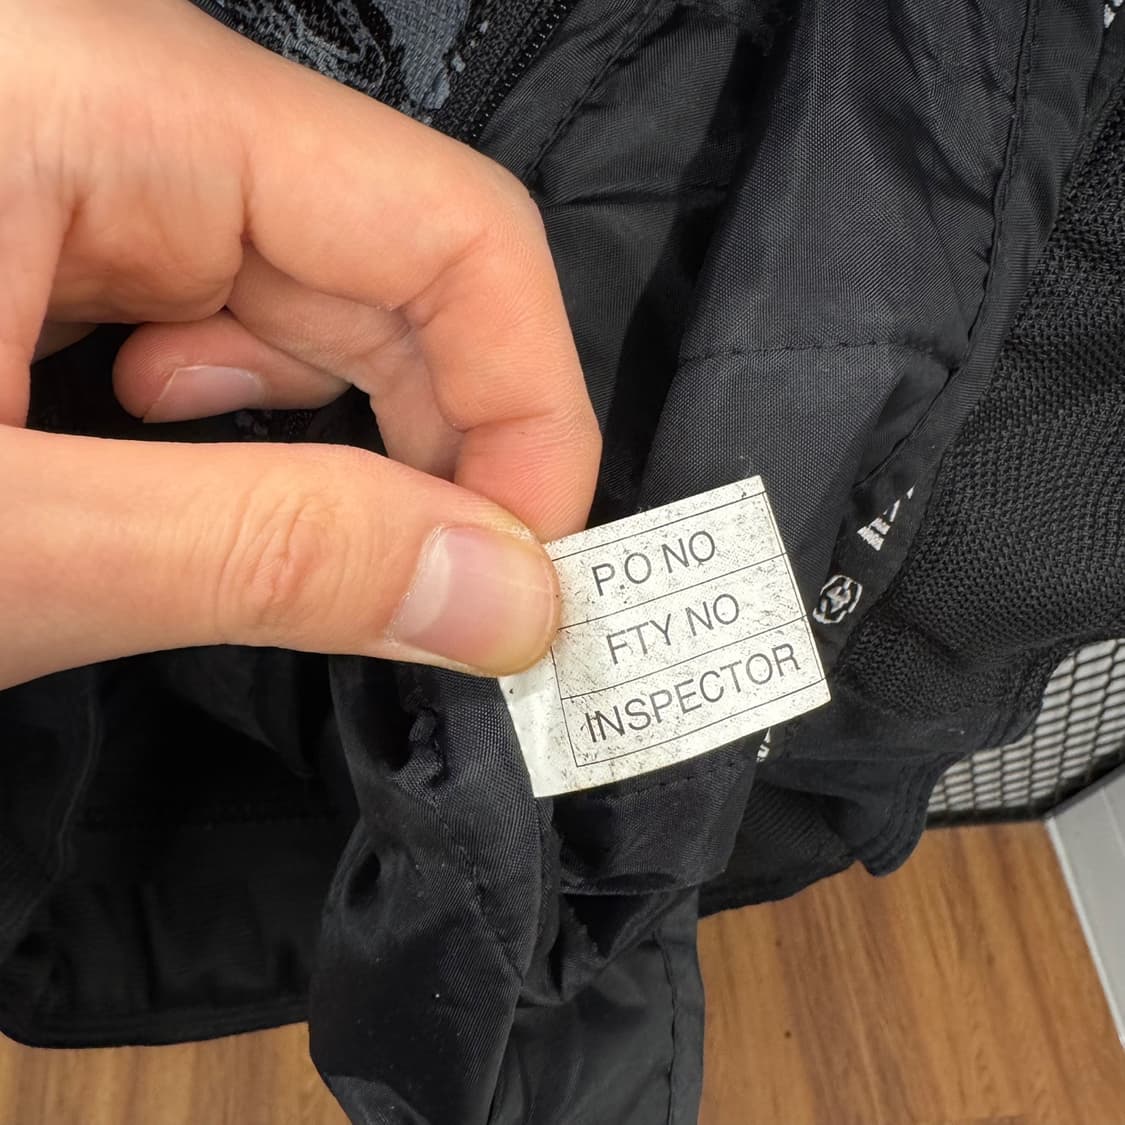 P.O NO
FTY NO
INSPECTOR